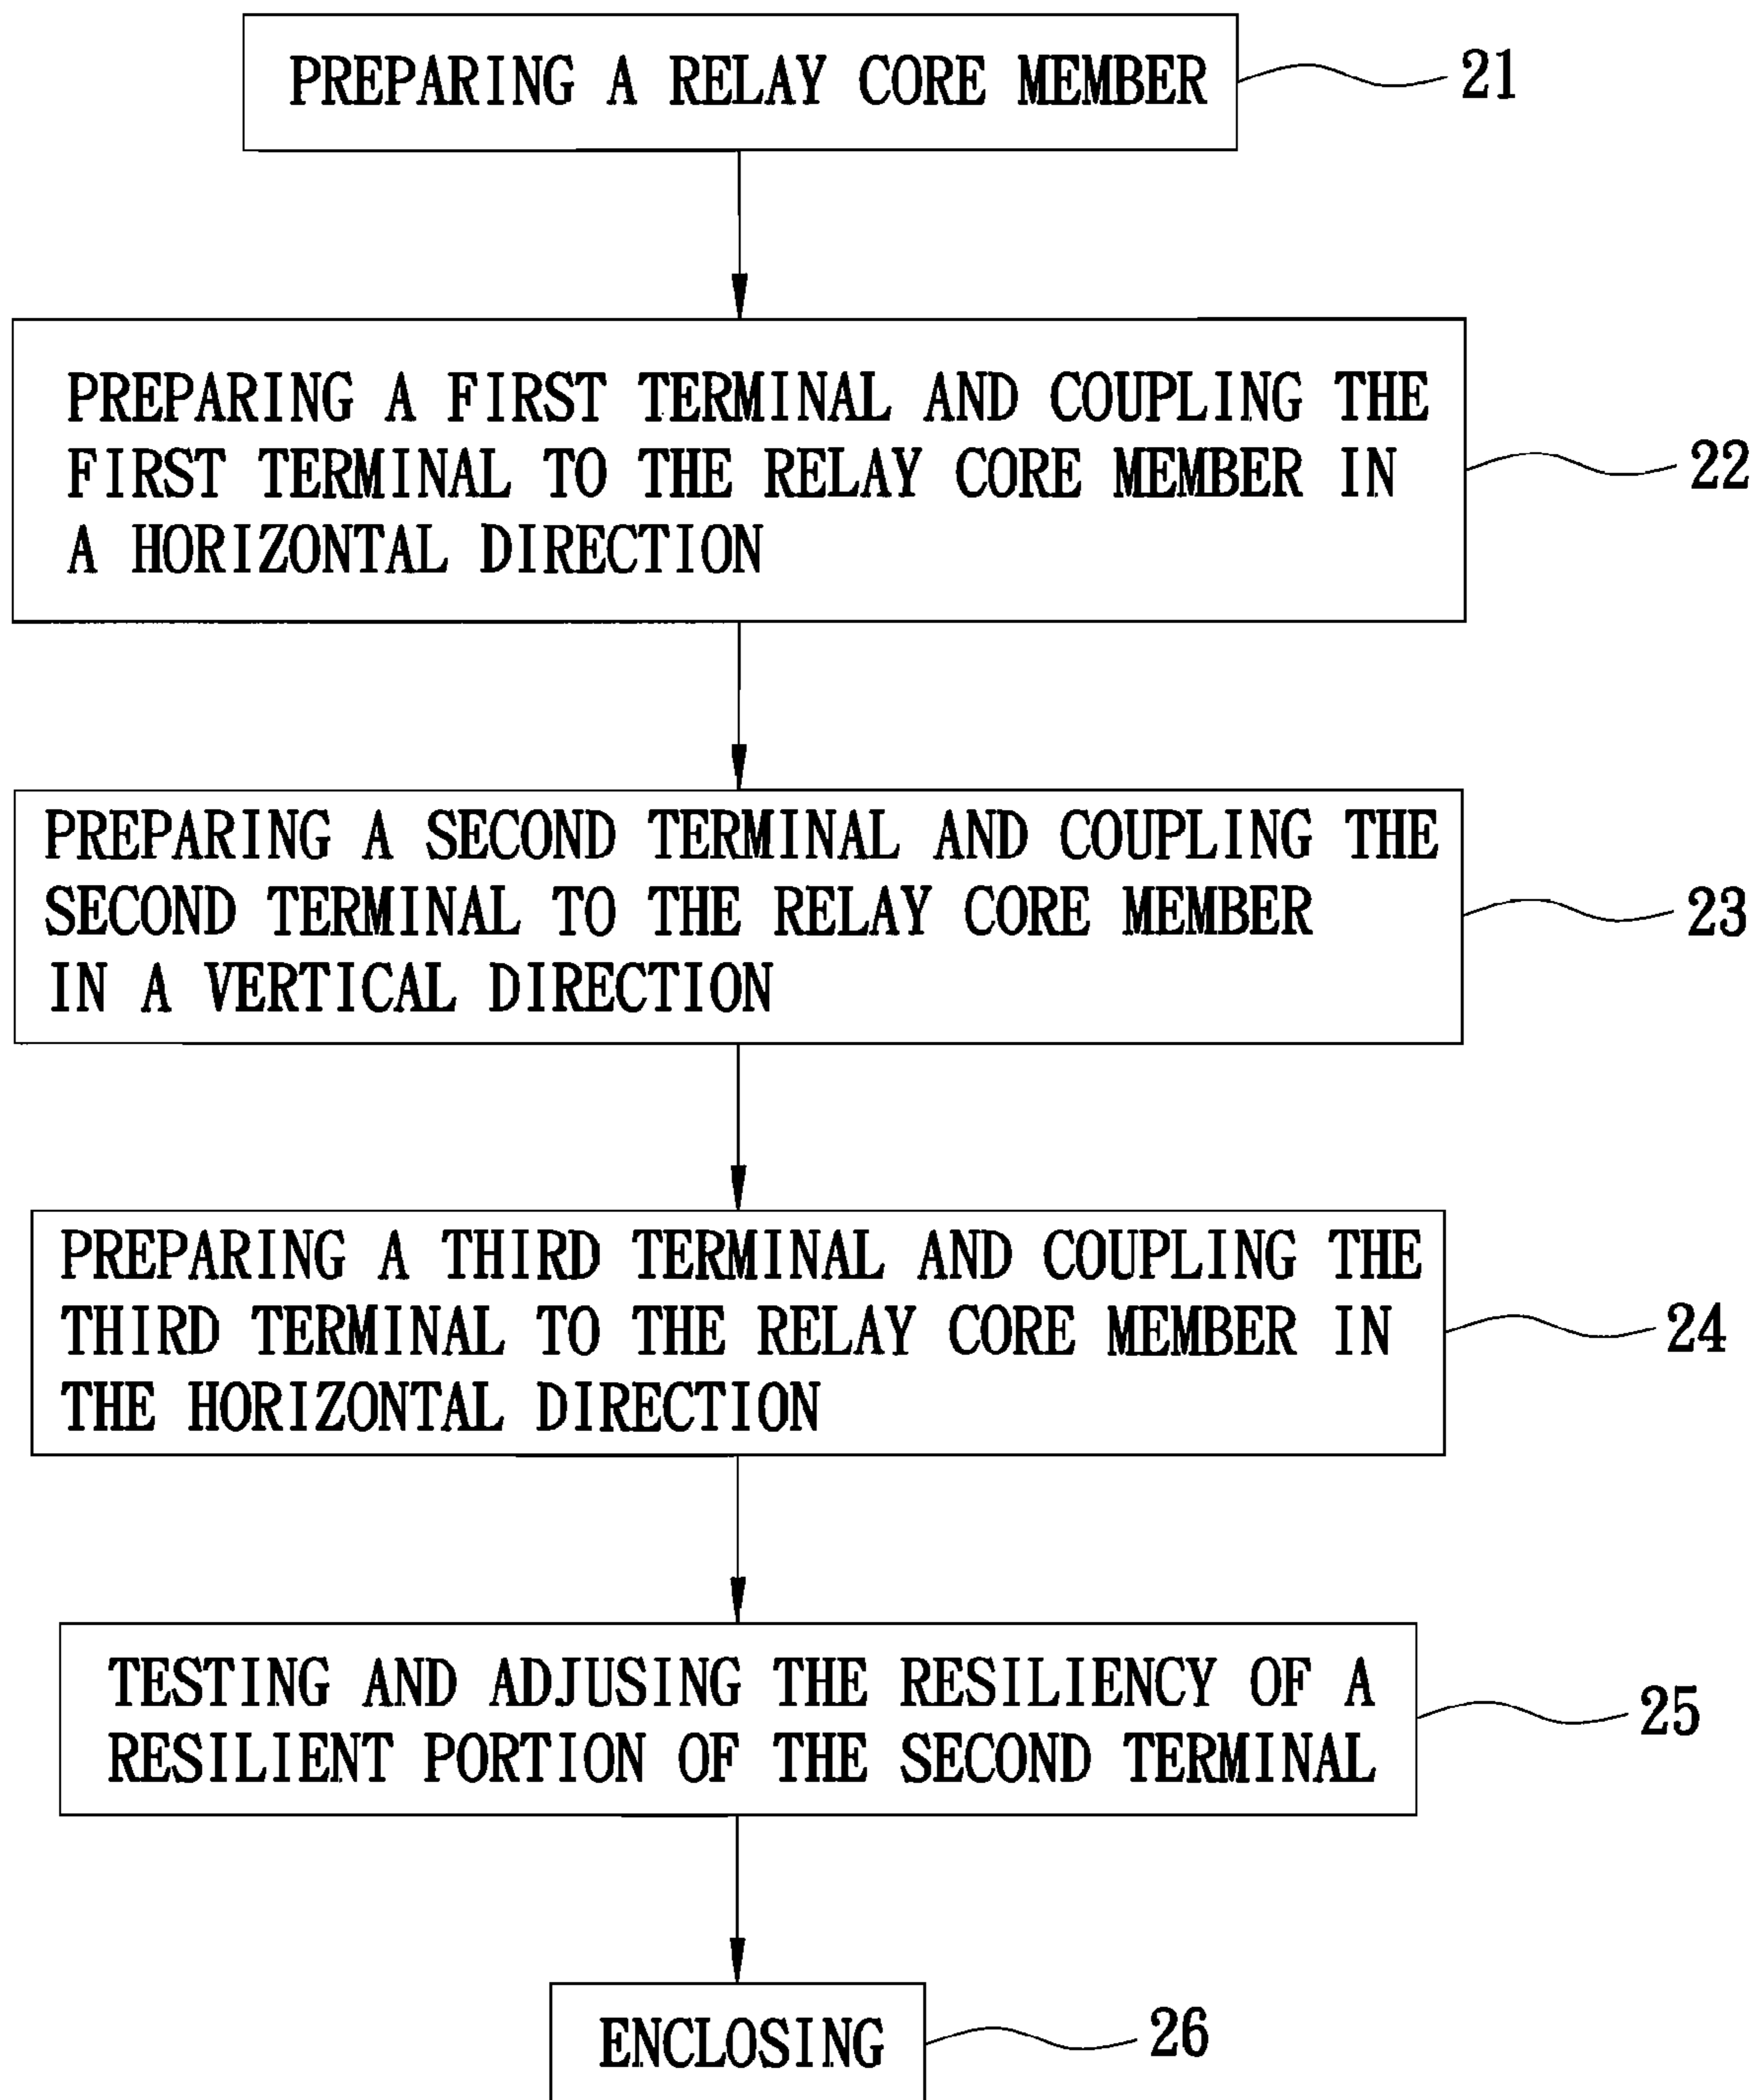 PREPARING A RELAY CORE MEMBER
21
PREPARING A FIRST TERMINAL AND COUPLING THE
FIRST TERMINAL TO THE RELAY CORE MEMBER IN
A HORIZONTAL DIRECTION
22
PREPARING A SECOND TERMINAL AND COUPLING THE
SECOND TERMINAL TO THE RELAY CORE MEMBER
IN A VERTICAL DIRECTION
23
PREPARING A THIRD TERMINAL AND COUPLING THE
THIRD TERMINAL TO THE RELAY CORE MEMBER IN
THE HORIZONTAL DIRECTION
24
TESTING AND ADJUSING THE RESILIENCY OF A
RESILIENT PORTION OF THE SECOND TERMINAL
25
ENCLOSING
26